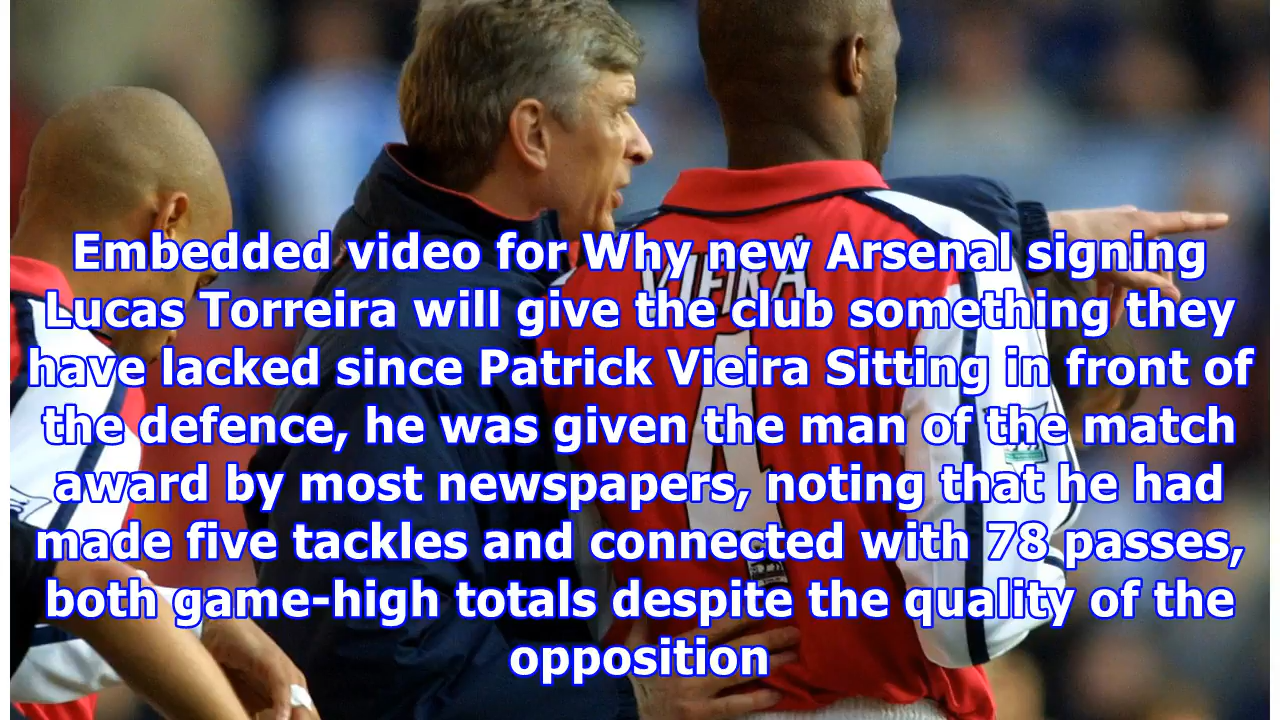 Embedded video for Why new Arsenal signing
Lucas Torreira will give the club something they
have lacked since Patrick Vieira Sitting in front of
the defence, he was given the man of the match
award by most newspapers, noting that he had
made five tackles and connected with 78 passes,
both game-high totals despite the quality of the
opposition
VIEIRA
4